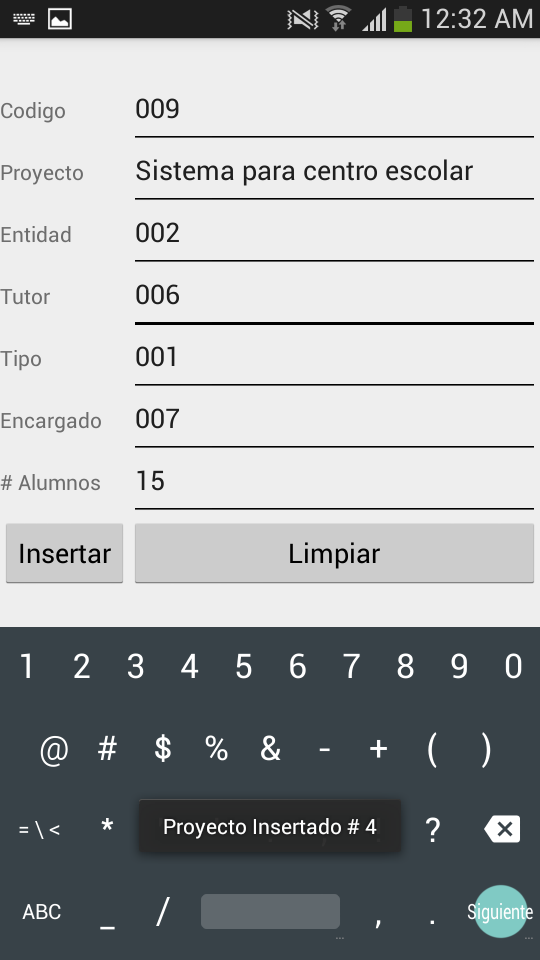 12:32 AM
Codigo 009
Proyecto Sistema para centro escolar
Entidad 002
Tutor 006
Tipo 001
Encargado 007
# Alumnos 15
Insertar Limpiar
1 2 3 4 5 6 7 8 9 0
@ # $ % & - + ( )
= \ < * ?
Proyecto Insertado # 4
ABC _ / , . Siguiente